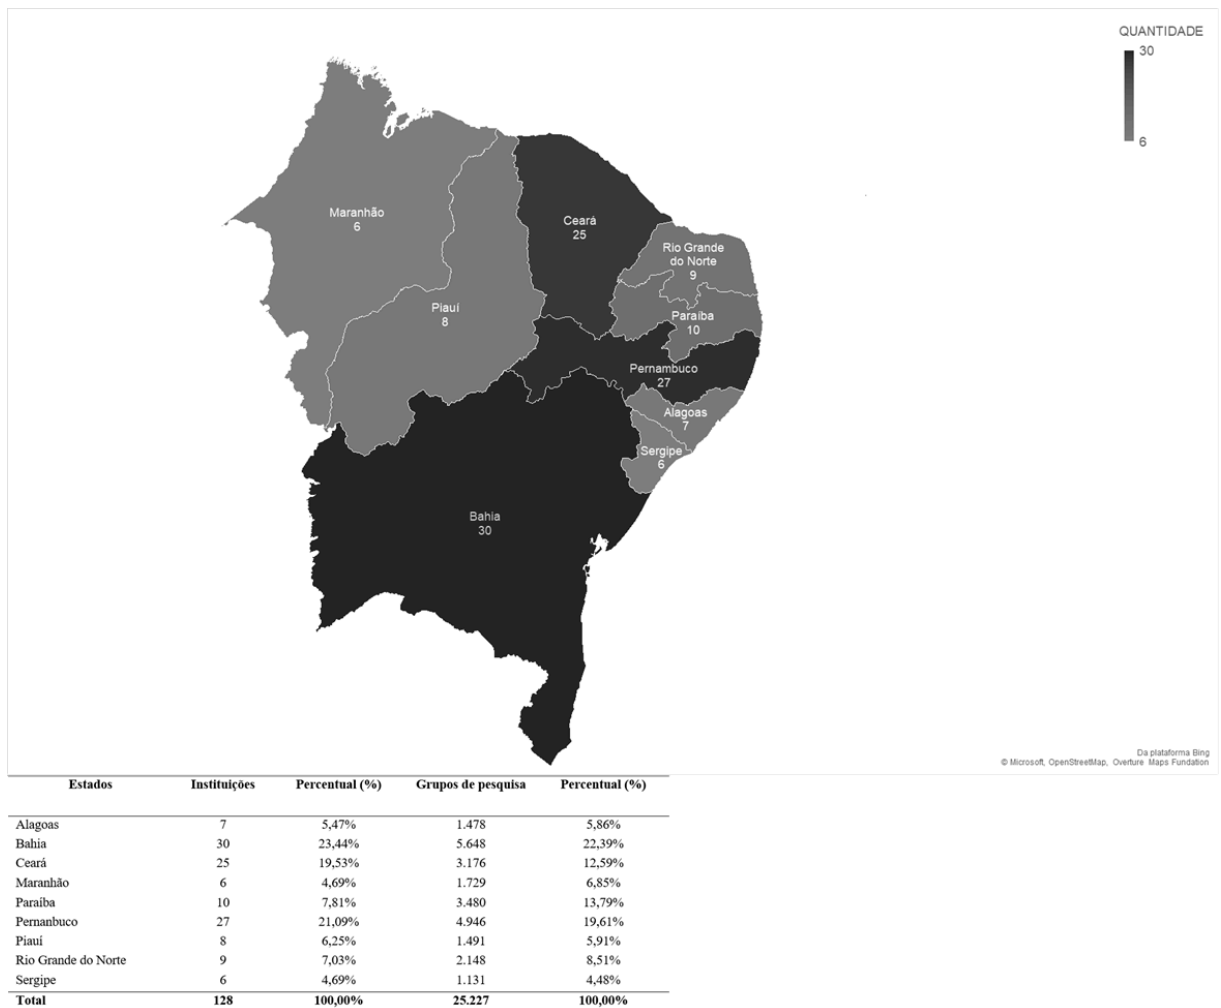 QUANTIDADE
30
6
Maranhão
6
Ceará
25
Rio Grande
do Norte
9
Piauí
8
Paraíba
10
Pernambuco
27
Alagoas
7
Sergipe
6
Bahia
30
Da plataforma Bing
© Microsoft, OpenStreetMap, Overture Maps Fundation
Estados Instituições Percentual (%) Grupos de pesquisa Percentual (%)
Alagoas 7 5,47% 1.478 5,86%
Bahia 30 23,44% 5.648 22,39%
Ceará 25 19,53% 3.176 12,59%
Maranhão 6 4,69% 1.729 6,85%
Paraíba 10 7,81% 3.480 13,79%
Pernanbuco 27 21,09% 4.946 19,61%
Piauí 8 6,25% 1.491 5,91%
Rio Grande do Norte 9 7,03% 2.148 8,51%
Sergipe 6 4,69% 1.131 4,48%
Total 128 100,00% 25.227 100,00%